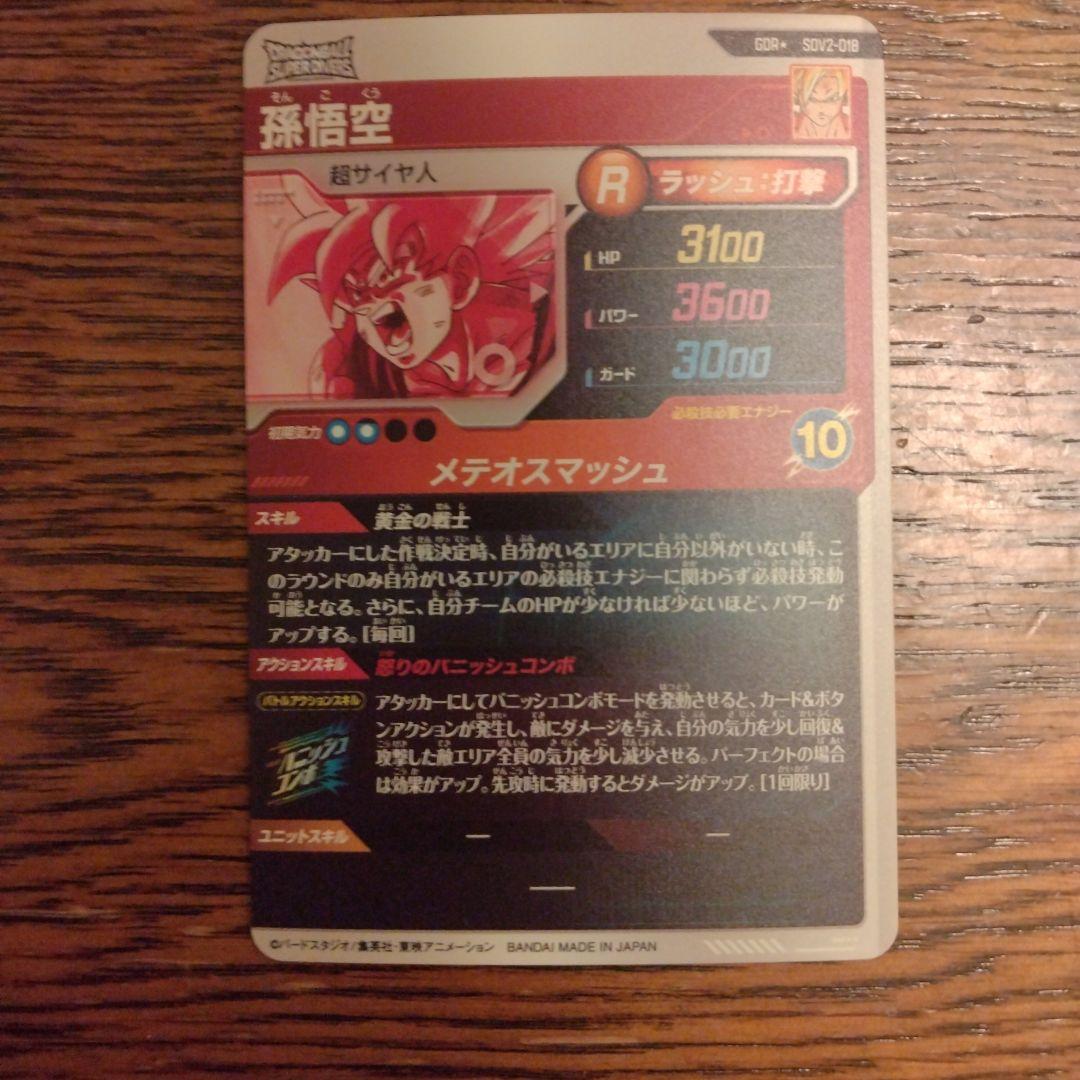 GDR★ SDV2-018
DRAGONBALL
SUPER DIVERS
そん ご くう
孫悟空
超サイヤ人
R ラッシュ:打撃
HP 3100
パワー 3600
ガード 3000
必殺技必要エナジー
初期気力
10
メテオスマッシュ
スキル 黄金の戦士
アタッカーにした作戦決定時、自分がいるエリアに自分以外がいない時、こ
のラウンドのみ自分がいるエリアの必殺技エナジーに関わらず必殺技発動
可能となる。さらに、自分チームのHPが少なければ少ないほど、パワーが
アップする。[毎回]
アクションスキル 怒りのバニッシュコンボ
バトルアクションスキル
バニッシュ
コンボ
アタッカーにしてバニッシュコンボモードを発動させると、カード&ボタ
ンアクションが発生し、敵にダメージを与え、自分の気力を少し回復&
攻撃した敵エリア全員の気力を少し減少させる。パーフェクトの場合
は効果がアップ。先攻時に発動するとダメージがアップ。[1回限り]
ユニットスキル ― ―
―
©バードスタジオ/集英社・東映アニメーション BANDAI MADE IN JAPAN